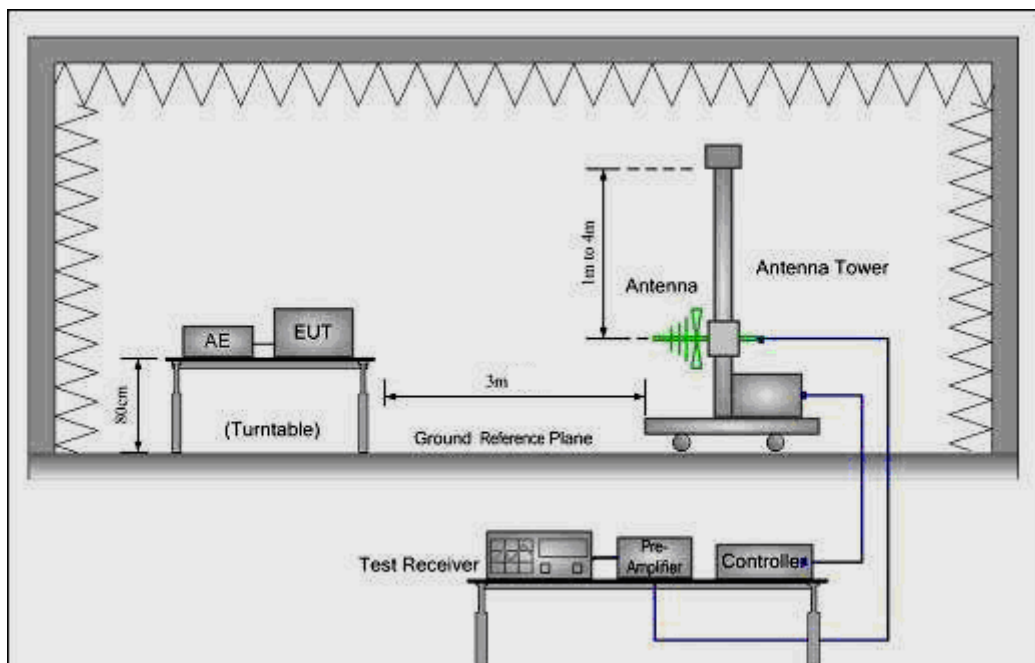 1m to 4m
Antenna
Antenna Tower
AE
EUT
80cm
3m
(Turntable)
Ground Reference Plane
Test Receiver
Pre-
Amplifier
Controller